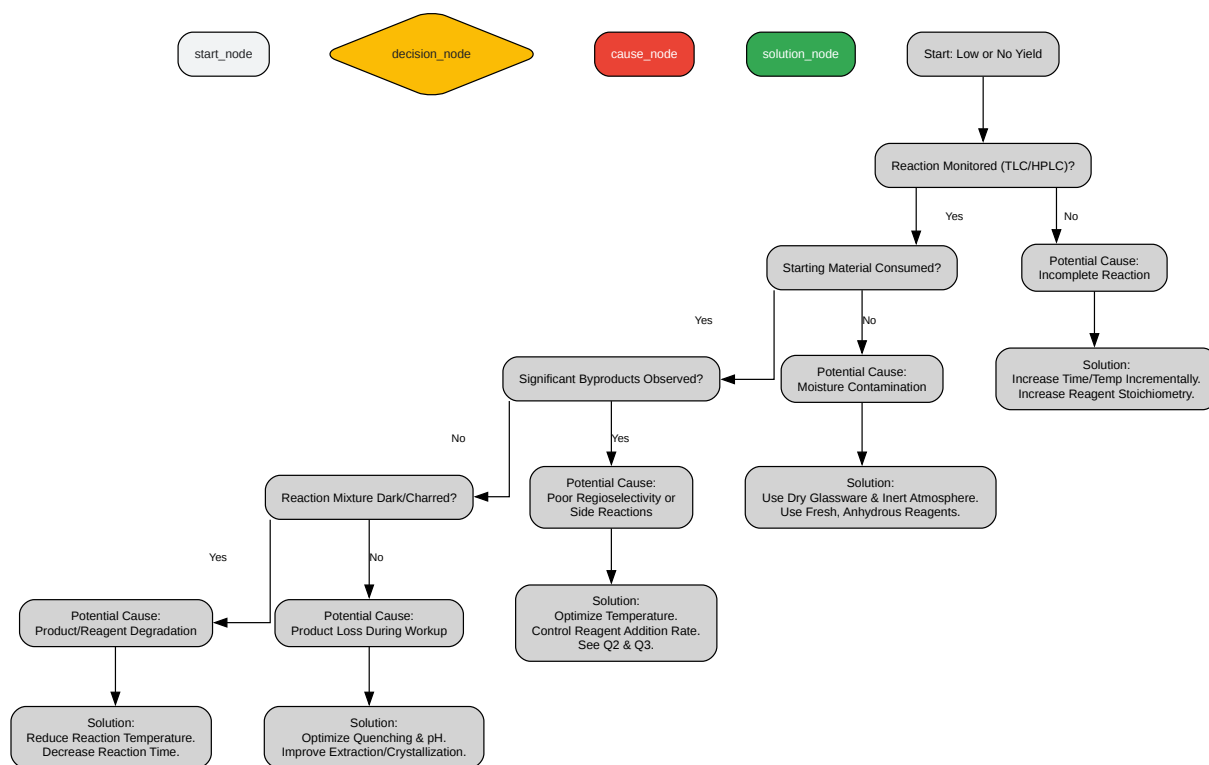 start_node
decision_node
cause_node
solution_node
Start: Low or No Yield
Reaction Monitored (TLC/HPLC)?
Yes
No
Starting Material Consumed?
Potential Cause:
Incomplete Reaction
Yes
No
Significant Byproducts Observed?
Potential Cause:
Moisture Contamination
Solution:
Increase Time/Temp Incrementally.
Increase Reagent Stoichiometry.
No
Yes
Reaction Mixture Dark/Charred?
Potential Cause:
Poor Regioselectivity or
Side Reactions
Solution:
Use Dry Glassware & Inert Atmosphere.
Use Fresh, Anhydrous Reagents.
Yes
No
Potential Cause:
Product/Reagent Degradation
Potential Cause:
Product Loss During Workup
Solution:
Optimize Temperature.
Control Reagent Addition Rate.
See Q2 & Q3.
Solution:
Reduce Reaction Temperature.
Decrease Reaction Time.
Solution:
Optimize Quenching & pH.
Improve Extraction/Crystallization.